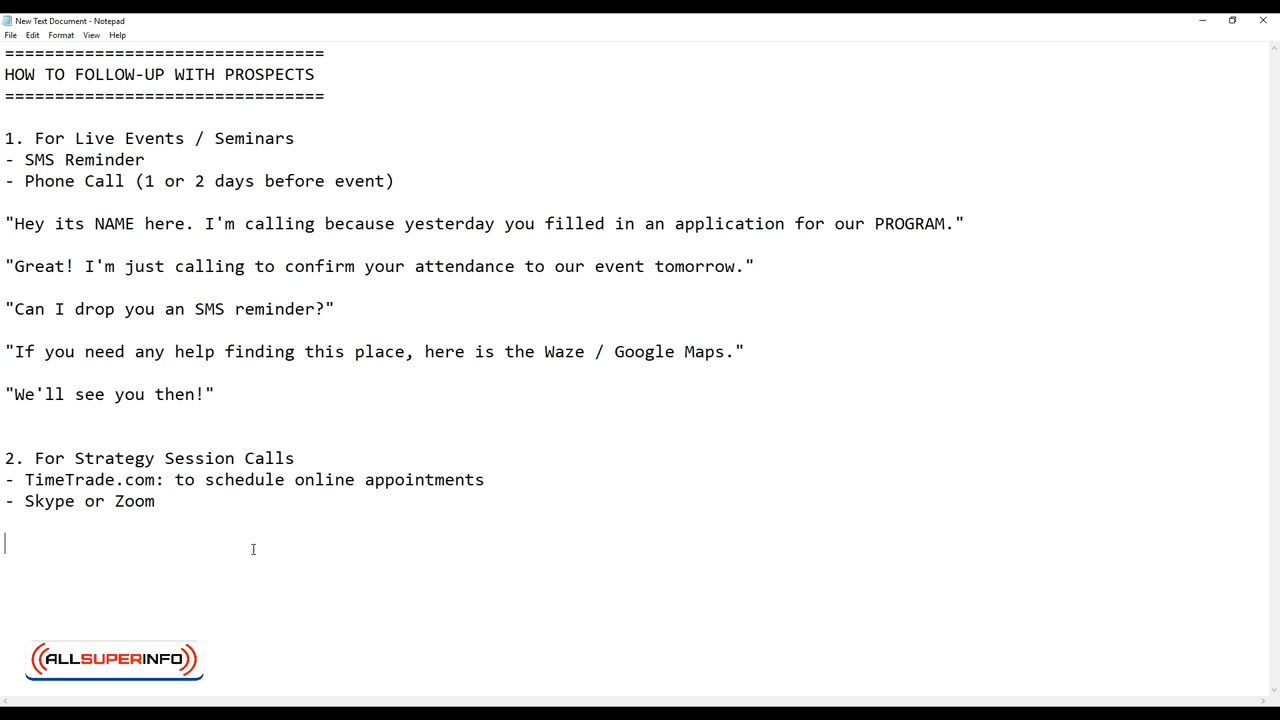 New Text Document - Notepad
File Edit Format View Help
================================
HOW TO FOLLOW-UP WITH PROSPECTS
================================
1. For Live Events / Seminars
- SMS Reminder
- Phone Call (1 or 2 days before event)
"Hey its NAME here. I'm calling because yesterday you filled in an application for our PROGRAM."
"Great! I'm just calling to confirm your attendance to our event tomorrow."
"Can I drop you an SMS reminder?"
"If you need any help finding this place, here is the Waze / Google Maps."
"We'll see you then!"
2. For Strategy Session Calls
- TimeTrade.com: to schedule online appointments
- Skype or Zoom
ALLSUPERINFO